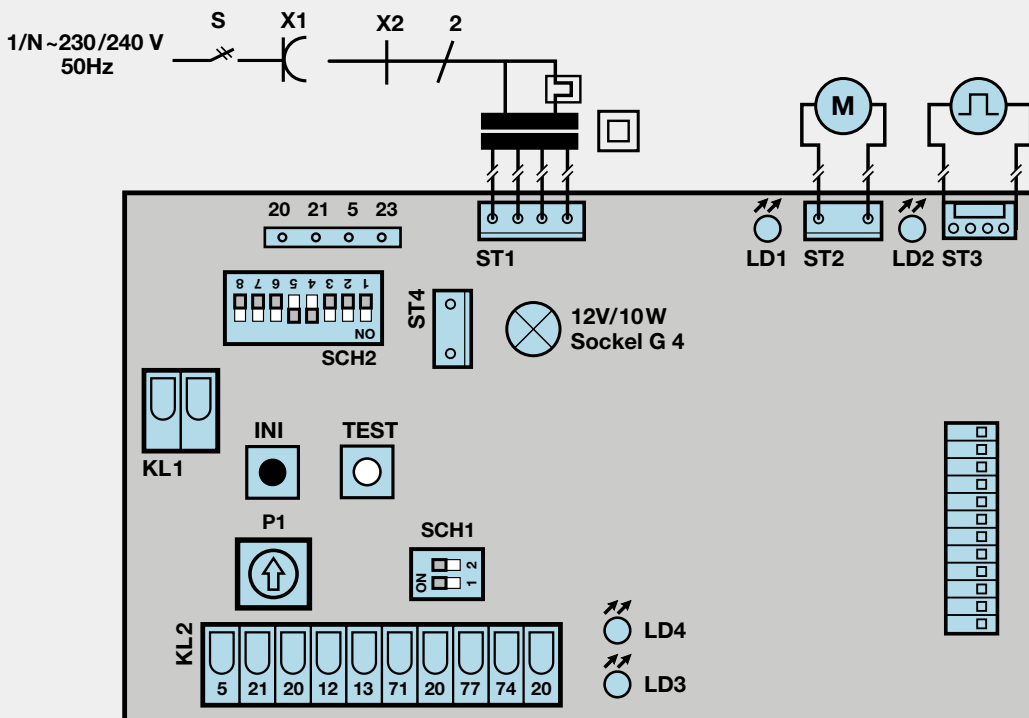 S X1 X2 2
1/N ~230/240 V
50Hz
M
20 21 5 23
ST1
LD1 ST2 LD2 ST3
8 7 6 5 4 3 2 1
ON
SCH2
ST4
12V/10W
Sockel G 4
KL1
INI TEST
P1
SCH1
ON
2
1
KL2
5 21 20 12 13 71 20 77 74 20
LD4
LD3